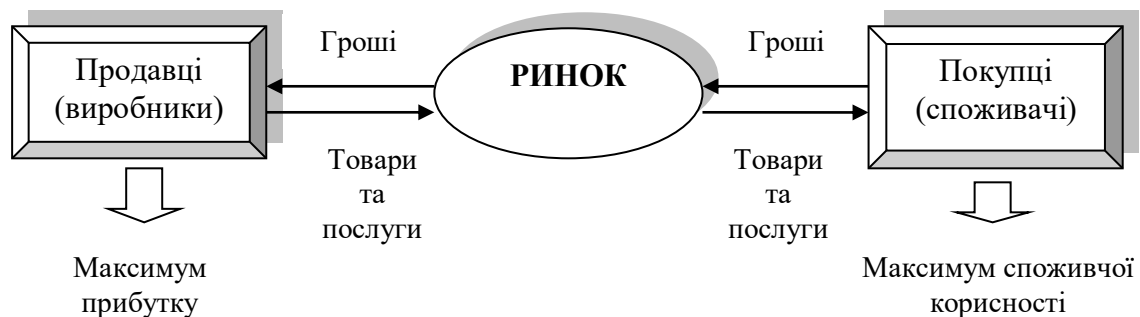 Продавці
(виробники)
Гроші
РИНОК
Гроші
Покупці
(споживачі)
Товари
та
послуги
Товари
та
послуги
Максимум
прибутку
Максимум споживчої
корисності